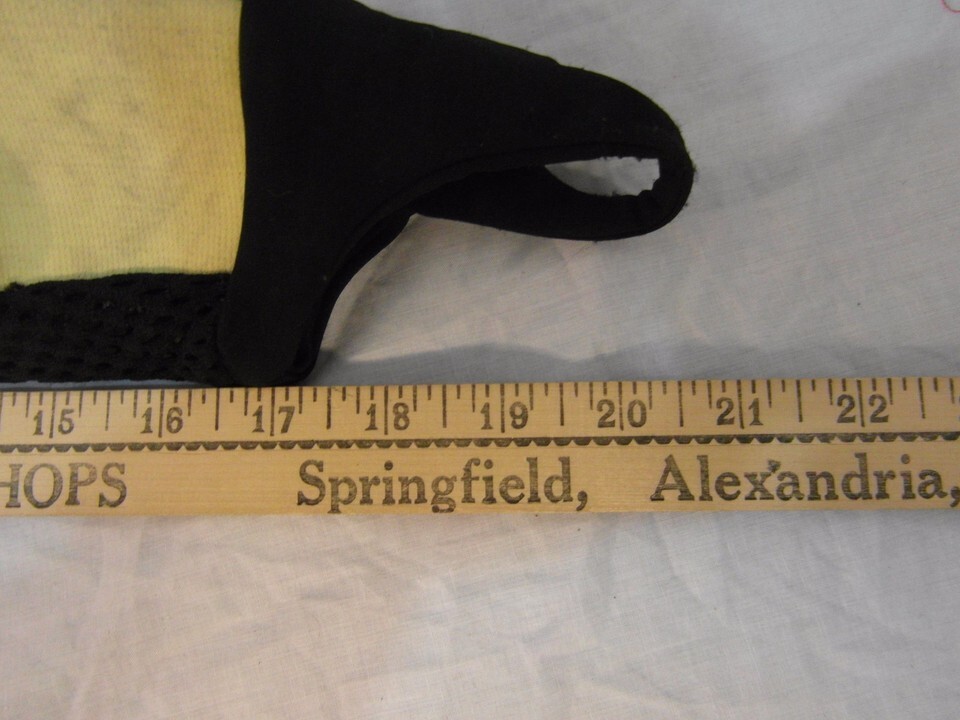 15 16 17 18 19 20 21 22
HOPS Springfield, Alexandria,